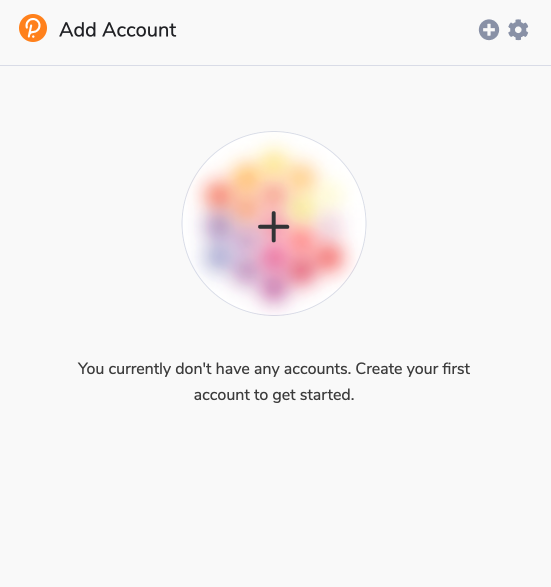 Add Account
You currently don't have any accounts. Create your first
account to get started.